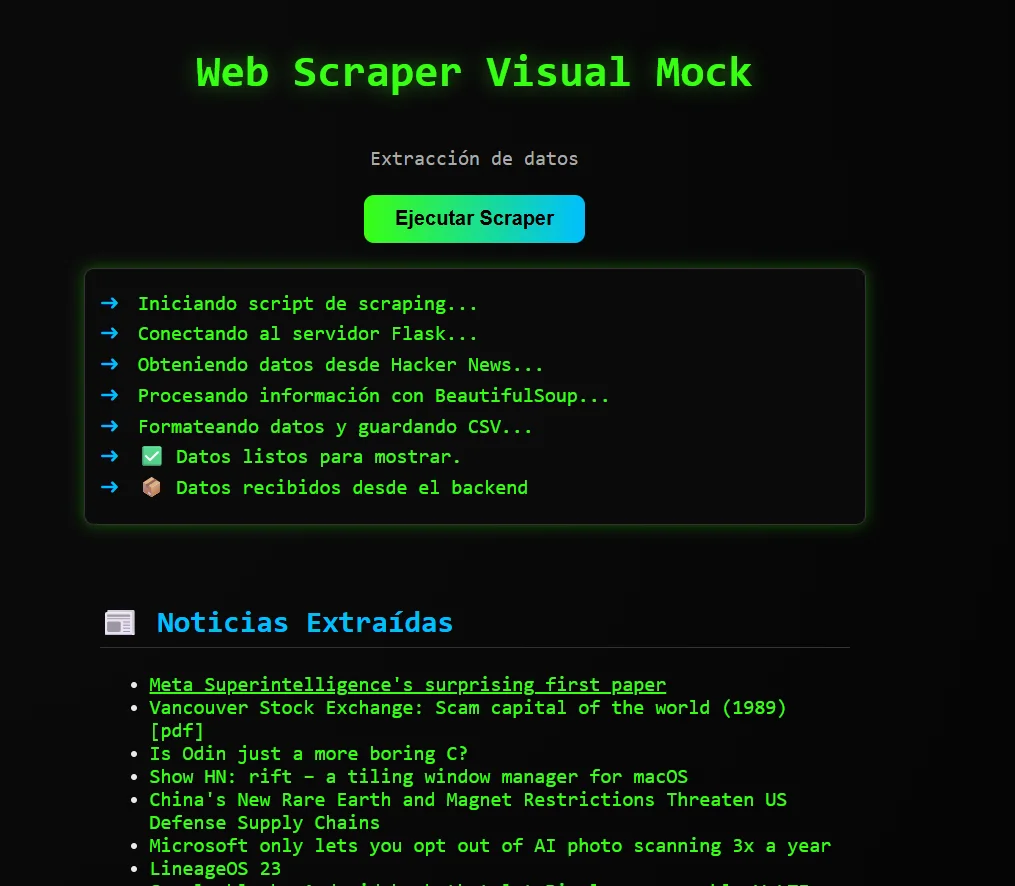 Web Scraper Visual Mock
Extracción de datos
Ejecutar Scraper
→ Iniciando script de scraping...
→ Conectando al servidor Flask...
→ Obteniendo datos desde Hacker News...
→ Procesando información con BeautifulSoup...
→ Formateando datos y guardando CSV...
→ ✅ Datos listos para mostrar.
→ 📦 Datos recibidos desde el backend
📰 Noticias Extraídas
• Meta Superintelligence's surprising first paper
• Vancouver Stock Exchange: Scam capital of the world (1989)
[pdf]
• Is Odin just a more boring C?
• Show HN: rift – a tiling window manager for macOS
• China's New Rare Earth and Magnet Restrictions Threaten US
Defense Supply Chains
• Microsoft only lets you opt out of AI photo scanning 3x a year
• LineageOS 23